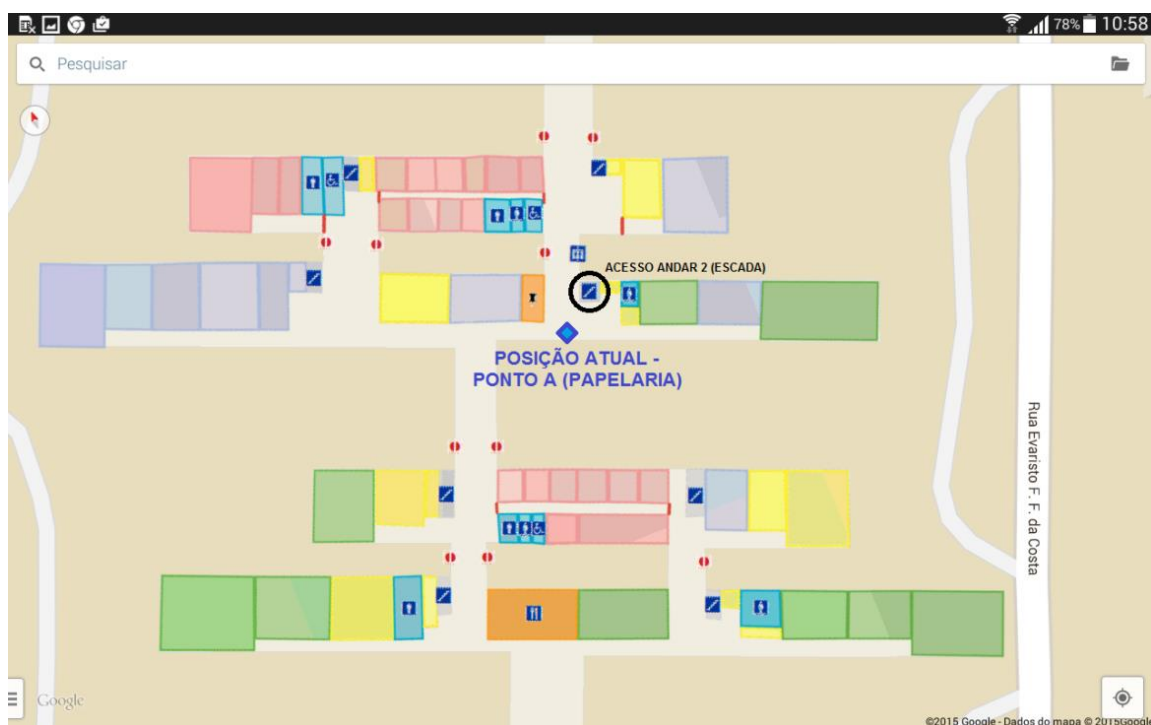 78% 10:58
Pesquisar
ACESSO ANDAR 2 (ESCADA)
POSIÇÃO ATUAL -
PONTO A (PAPELARIA)
Rua Evaristo F. F. da Costa
Google
©2015 Google - Dados do mapa © 2015Google